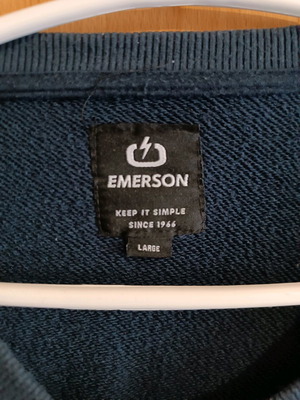 EMERSON
KEEP IT SIMPLE
SINCE 1966
LARGE